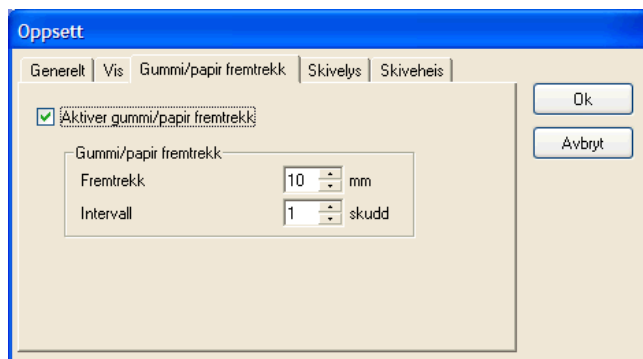 Oppsett
Generelt Vis Gummi/papir fremtrekk Skivelys Skiveheis
Ok
Aktiver gummi/papir fremtrekk
Avbryt
Gummi/papir fremtrekk
Fremtrekk 10 mm
Intervall 1 skudd